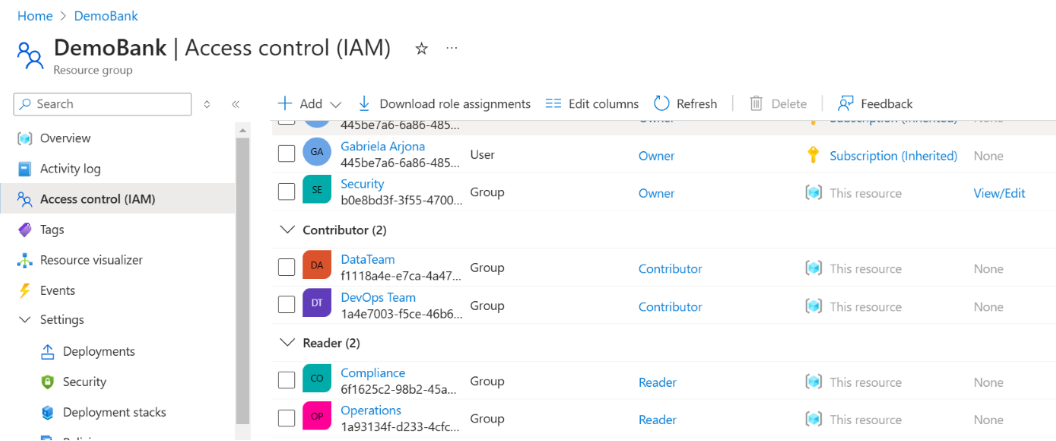 Home > DemoBank
DemoBank | Access control (IAM)
Resource group
Search
Add Download role assignments Edit columns Refresh Delete Feedback
Overview
Activity log
Access control (IAM)
Tags
Resource visualizer
Events
Settings
Deployments
Security
Deployment stacks
445be7a6-6a86-485... Owner Subscription (Inherited) None
GA Gabriela Arjona User Owner Subscription (Inherited) None
445be7a6-6a86-485...
SE Security Group Owner This resource View/Edit
b0e8bd3f-3f55-4700...
Contributor (2)
DA DataTeam Group Contributor This resource None
f1118a4e-e7ca-4a47...
DT DevOps Team Group Contributor This resource None
1a4e7003-f5ce-46b6...
Reader (2)
CO Compliance Group Reader This resource None
6f1625c2-98b2-45a...
OP Operations Group Reader This resource None
1a93134f-d233-4cfc...